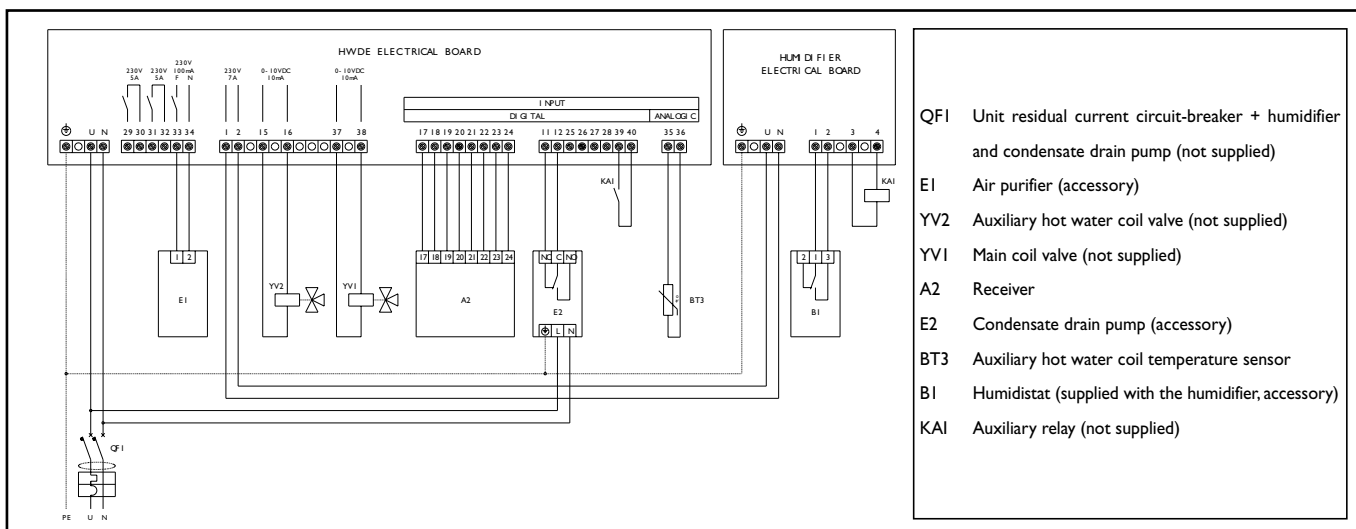 HWDE ELECTRICAL BOARD
HUMIDIFIER
ELECTRICAL BOARD
230V
5A
230V
5A
230V
100mA
F N
230V
7A
0-10VDC
10mA
0-10VDC
10mA
INPUT
DIGITAL
ANALOGIC
U N
29 30 31 32 33 34
1 2 15 16 37 38
17 18 19 20 21 22 23 24
11 12 25 26 27 28 39 40
35 36
U N
1 2 3 4
KA1
KA1
1 2
E1
YV2
YV1
17 18 19 20 21 22 23 24
A2
NC C NO
E2
L N
BT3
2 1 3
B1
QF1
PE U N
QF1 Unit residual current circuit-breaker + humidifier
and condensate drain pump (not supplied)
E1 Air purifier (accessory)
YV2 Auxiliary hot water coil valve (not supplied)
YV1 Main coil valve (not supplied)
A2 Receiver
E2 Condensate drain pump (accessory)
BT3 Auxiliary hot water coil temperature sensor
B1 Humidistat (supplied with the humidifier, accessory)
KA1 Auxiliary relay (not supplied)